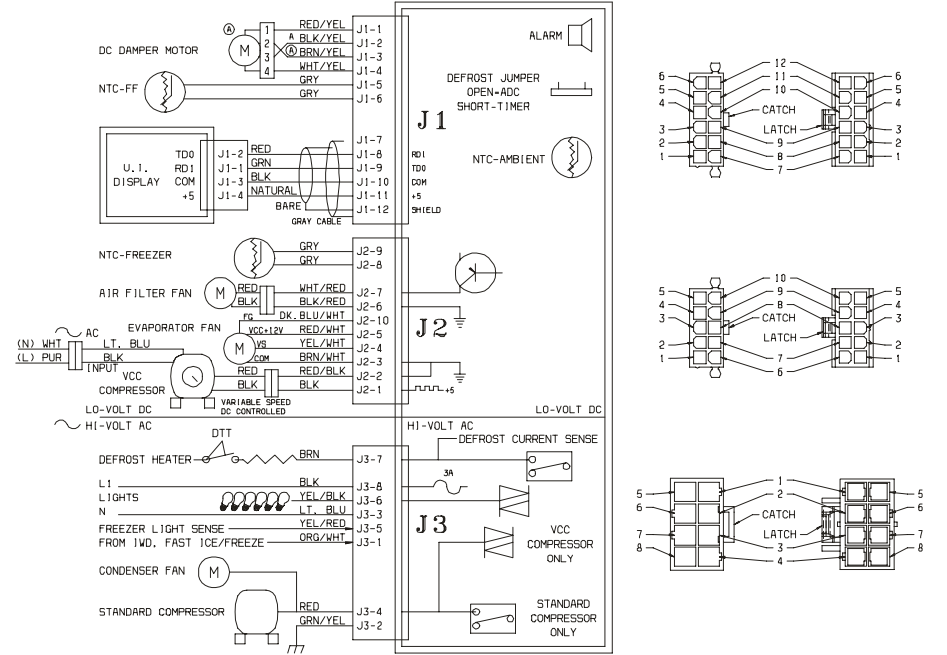 RED/YEL J1-1
A BLK/YEL J1-2
A BRN/YEL J1-3
WHT/YEL J1-4
A
1
2
3
4
M
DC DAMPER MOTOR
GRY J1-5
NTC-FF
GRY J1-6
J1
J1-7
U.I. DISPLAY
TD0 J1-2 RED J1-8 RD1
RD1 J1-1 GRN J1-9 TD0
COM J1-3 BLK J1-10 COM
+5 J1-4 NATURAL J1-11 +5
BARE J1-12 SHIELD
GRAY CABLE
NTC-FREEZER
GRY J2-9
GRY J2-8
AIR FILTER FAN
M
RED WHT/RED J2-7
BLK BLK/RED J2-6
J2
EVAPORATOR FAN
M
FG DK.BLU/WHT J2-10
VCC+12V RED/WHT J2-5
VS YEL/WHT J2-4
COM BRN/WHT J2-3
RED RED/BLK J2-2
BLK BLK J2-1 +5
AC
(N) WHT LT. BLU
(L) PUR BLK
INPUT
VCC
COMPRESSOR
VARIABLE SPEED
DC CONTROLLED
LO-VOLT DC
HI-VOLT AC
LO-VOLT DC
HI-VOLT AC
DTT
DEFROST HEATER BRN J3-7
DEFROST CURRENT SENSE
L1 BLK J3-8 3A
LIGHTS YEL/BLK J3-6
N LT. BLU J3-3
J3
FREEZER LIGHT SENSE YEL/RED J3-5
FROM IWD, FAST ICE/FREEZE ORG/WHT J3-1
VCC
COMPRESSOR
ONLY
CONDENSER FAN
M
STANDARD COMPRESSOR
RED J3-4
GRN/YEL J3-2
STANDARD
COMPRESSOR
ONLY
ALARM
DEFROST JUMPER
OPEN-ADC
SHORT-TIMER
NTC-AMBIENT
6 12 6
5 11 5
4 10 4
CATCH
LATCH
3 9 3
2 8 2
1 7 1
5 10 5
4 9 4
3 8 3
CATCH
LATCH
2 7 2
1 6 1
5 1 5
6 2 6
CATCH
LATCH
7 3 7
8 4 8